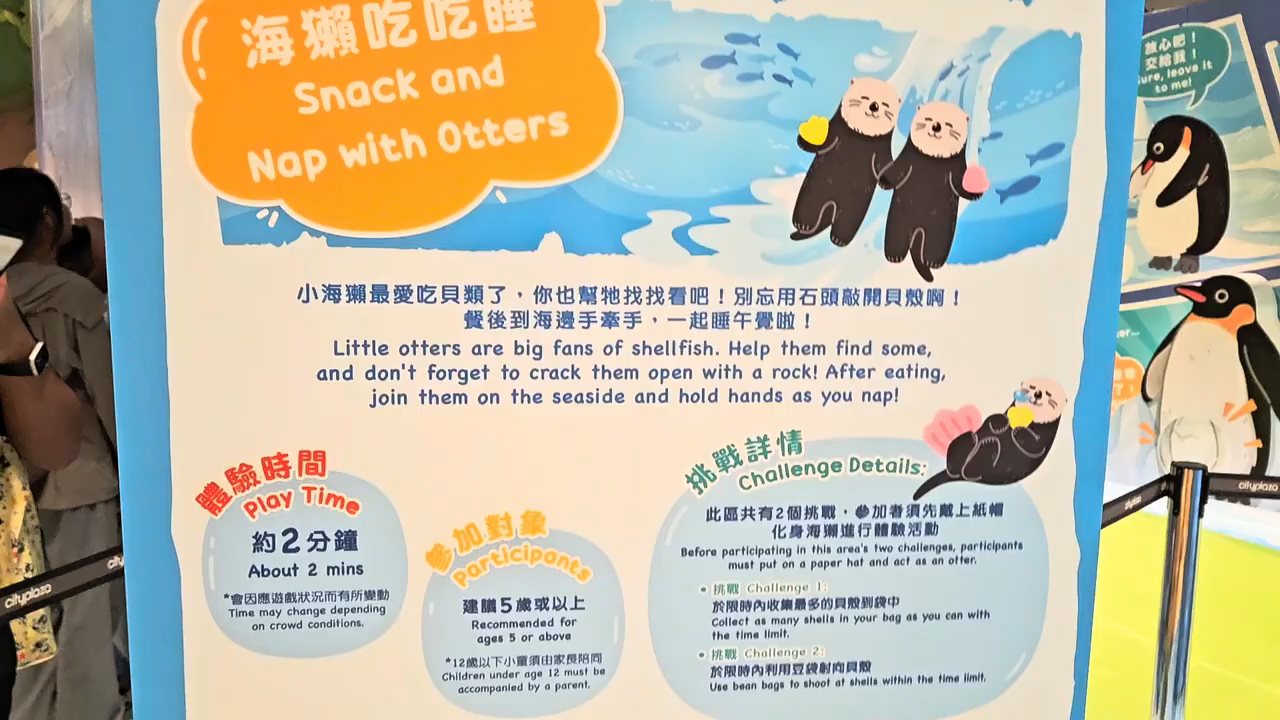 海獺吃吃睡
Snack and
Nap with Otters
小海獺最愛吃貝類了，你也幫牠找找看吧！別忘用石頭敲開貝殼啊！
餐後到海邊手牽手，一起睡午覺啦！
Little otters are big fans of shellfish. Help them find some,
and don't forget to crack them open with a rock! After eating,
join them on the seaside and hold hands as you nap!
體驗時間
Play Time
約2分鐘
About 2 mins
*會因應遊戲狀況而有所變動
Time may change depending
on crowd conditions.
參加對象
Participants
建議5歲或以上
Recommended for
ages 5 or above
*12歲以下小童須由家長陪同
Children under age 12 must be
accompanied by a parent.
挑戰詳情
Challenge Details:
此區共有2個挑戰，參加者須先戴上紙帽
化身海獺進行體驗活動
Before participating in this area's two challenges, participants
must put on a paper hat and act as an otter.
• 挑戰 Challenge 1:
於限時內收集最多的貝殼到袋中
Collect as many shells in your bag as you can with
the time limit.
• 挑戰 Challenge 2:
於限時內利用豆袋射向貝殼
Use bean bags to shoot at shells within the time limit.
放心吧！
交給我！
Sure, leave it
to me!
cityplaza
cityplaza
cityplaza